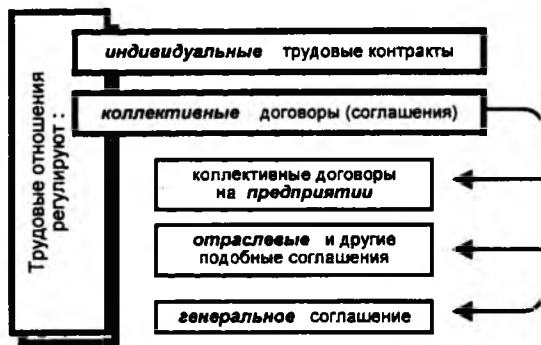 Трудовые отношения
регулируют :
индивидуальные трудовые контракты
коллективные договоры (соглашения)
коллективные договоры
на предприятии
отраслевые и другие
подобные соглашения
генеральное соглашение